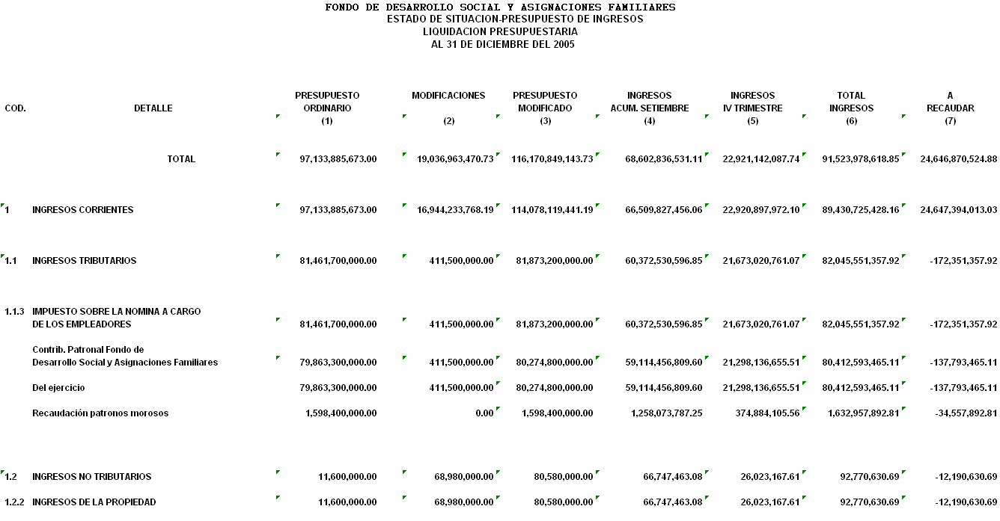 FONDO DE DESARROLLO SOCIAL Y ASIGNACIONES FAMILIARES
ESTADO DE SITUACION-PRESUPUESTO DE INGRESOS
LIQUIDACION PRESUPUESTARIA
AL 31 DE DICIEMBRE DEL 2005
PRESUPUESTO MODIFICACIONES PRESUPUESTO INGRESOS INGRESOS TOTAL A
COD. DETALLE ORDINARIO MODIFICADO ACUM. SETIEMBRE IV TRIMESTRE INGRESOS RECAUDAR
(1) (2) (3) (4) (5) (6) (7)
TOTAL 97,133,885,673.00 19,036,963,470.73 116,170,849,143.73 68,602,836,531.11 22,921,142,087.74 91,523,978,618.85 24,646,870,524.88
1 INGRESOS CORRIENTES 97,133,885,673.00 16,944,233,768.19 114,078,119,441.19 66,509,827,456.06 22,920,897,972.10 89,430,725,428.16 24,647,394,013.03
1.1 INGRESOS TRIBUTARIOS 81,461,700,000.00 411,500,000.00 81,873,200,000.00 60,372,530,596.85 21,673,020,761.07 82,045,551,357.92 -172,351,357.92
1.1.3 IMPUESTO SOBRE LA NOMINA A CARGO
DE LOS EMPLEADORES 81,461,700,000.00 411,500,000.00 81,873,200,000.00 60,372,530,596.85 21,673,020,761.07 82,045,551,357.92 -172,351,357.92
Contrib. Patronal Fondo de
Desarrollo Social y Asignaciones Familiares 79,863,300,000.00 411,500,000.00 80,274,800,000.00 59,114,456,809.60 21,298,136,655.51 80,412,593,465.11 -137,793,465.11
Del ejercicio 79,863,300,000.00 411,500,000.00 80,274,800,000.00 59,114,456,809.60 21,298,136,655.51 80,412,593,465.11 -137,793,465.11
Recaudación patronos morosos 1,598,400,000.00 0.00 1,598,400,000.00 1,258,073,787.25 374,884,105.56 1,632,957,892.81 -34,557,892.81
1.2 INGRESOS NO TRIBUTARIOS 11,600,000.00 68,980,000.00 80,580,000.00 66,747,463.08 26,023,167.61 92,770,630.69 -12,190,630.69
1.2.2 INGRESOS DE LA PROPIEDAD 11,600,000.00 68,980,000.00 80,580,000.00 66,747,463.08 26,023,167.61 92,770,630.69 -12,190,630.69